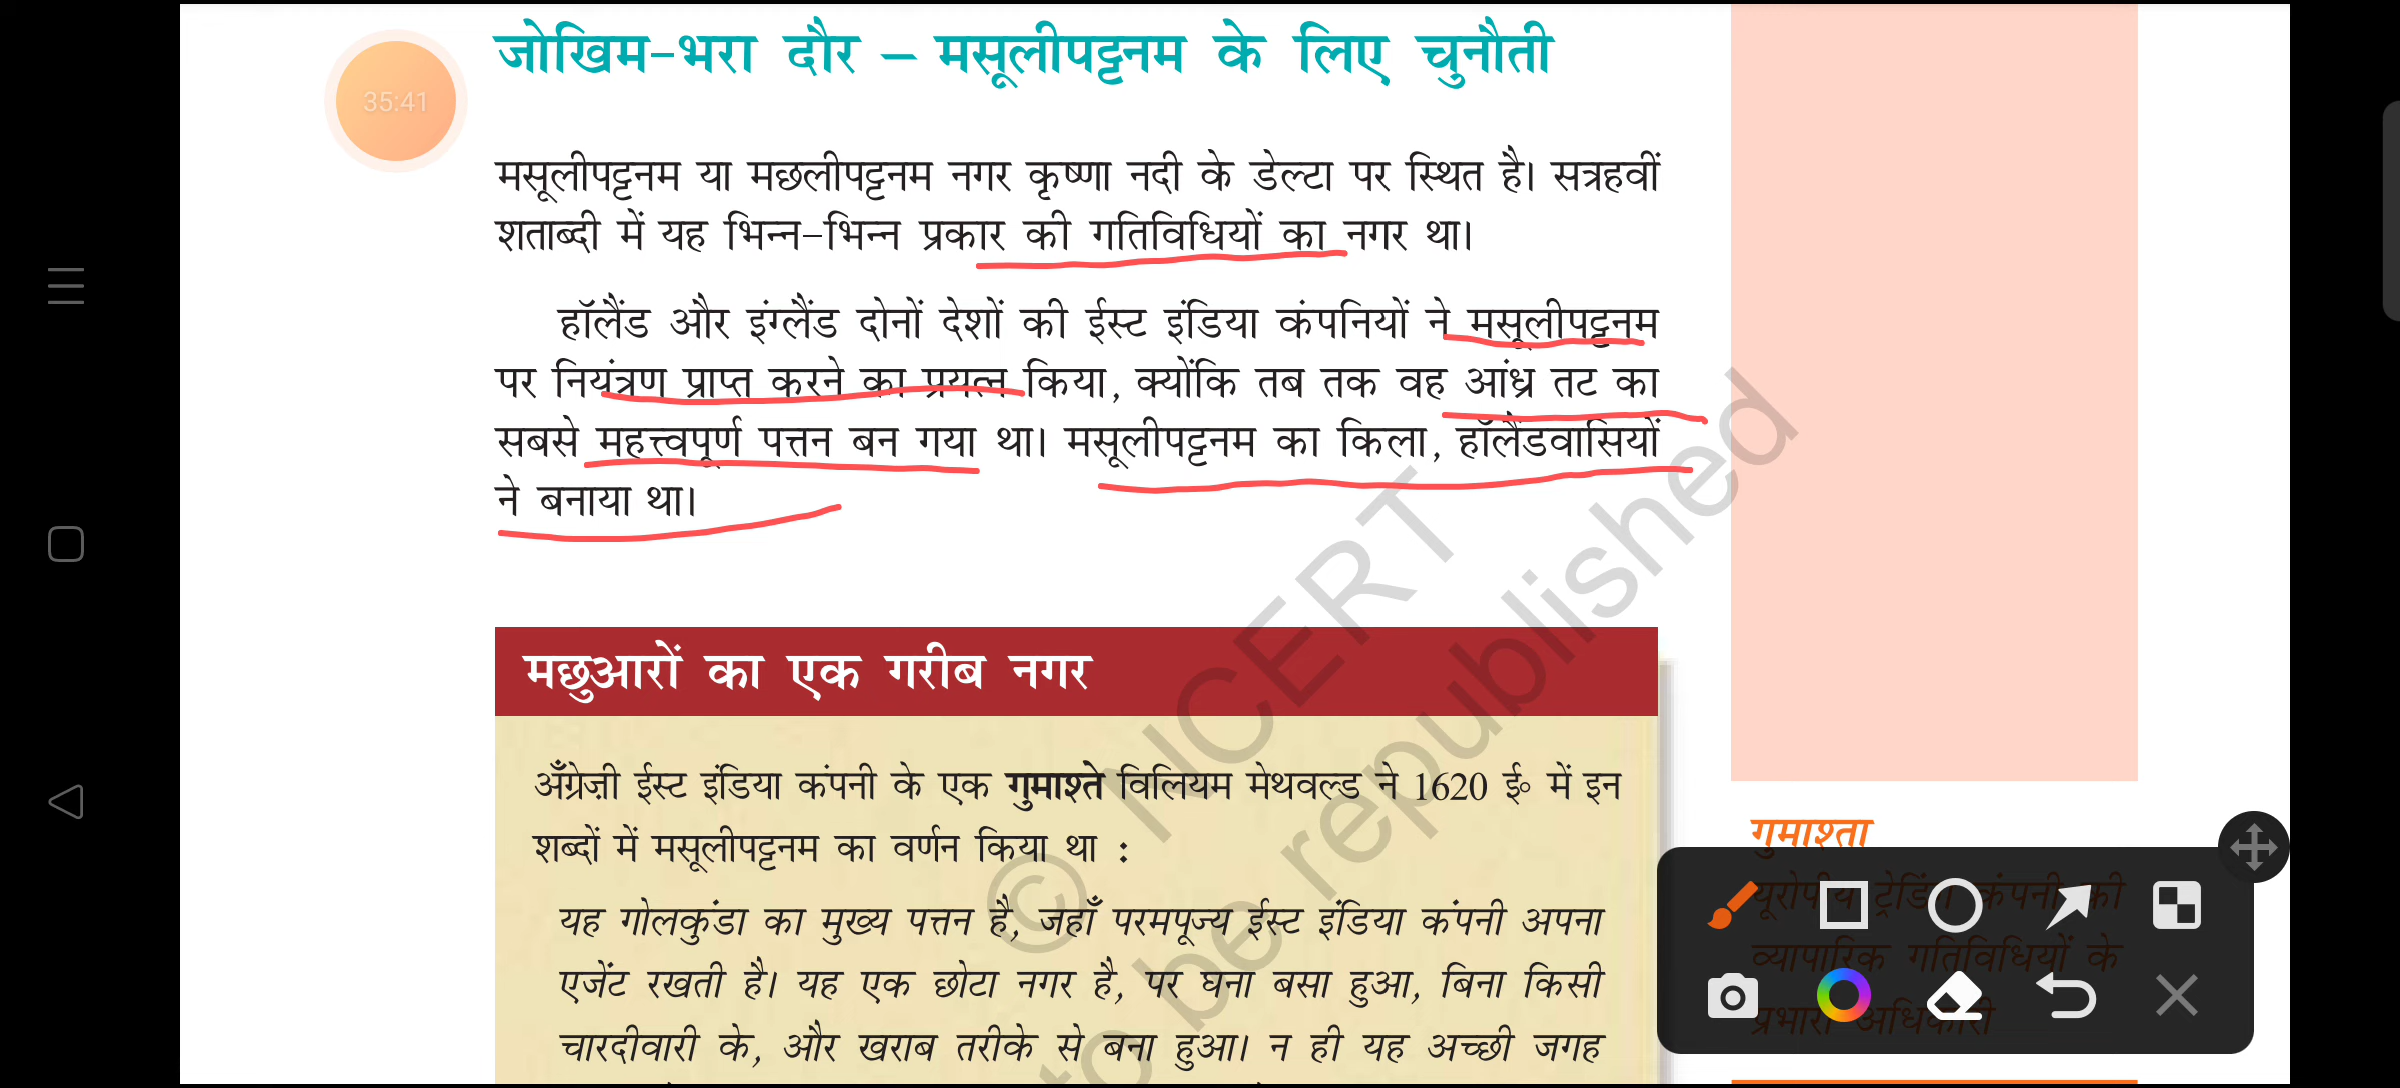 जोखिम-भरा दौर – मसूलीपट्टनम के लिए चुनौती
35:41
मसूलीपट्टनम या मछलीपट्टनम नगर कृष्णा नदी के डेल्टा पर स्थित है। सत्रहवीं
शताब्दी में यह भिन्न-भिन्न प्रकार की गतिविधियों का नगर था।
हॉलैंड और इंग्लैंड दोनों देशों की ईस्ट इंडिया कंपनियों ने मसूलीपट्टनम
पर नियंत्रण प्राप्त करने का प्रयत्न किया, क्योंकि तब तक वह आंध्र तट का
सबसे महत्त्वपूर्ण पत्तन बन गया था। मसूलीपट्टनम का किला, हॉलैंडवासियों
ने बनाया था।
मछुआरों का एक गरीब नगर
अँग्रेज़ी ईस्ट इंडिया कंपनी के एक गुमाश्ते विलियम मेथवल्ड ने 1620 ई॰ में इन
शब्दों में मसूलीपट्टनम का वर्णन किया था :
यह गोलकुंडा का मुख्य पत्तन है, जहाँ परमपूज्य ईस्ट इंडिया कंपनी अपना
एजेंट रखती है। यह एक छोटा नगर है, पर घना बसा हुआ, बिना किसी
चारदीवारी के, और खराब तरीके से बना हुआ। न ही यह अच्छी जगह
गुमाश्ता
यूरोपीय ट्रेडिंग कंपनी की
व्यापारिक गतिविधियों के
प्रभारी अधिकारी
© NCERT
to be republished